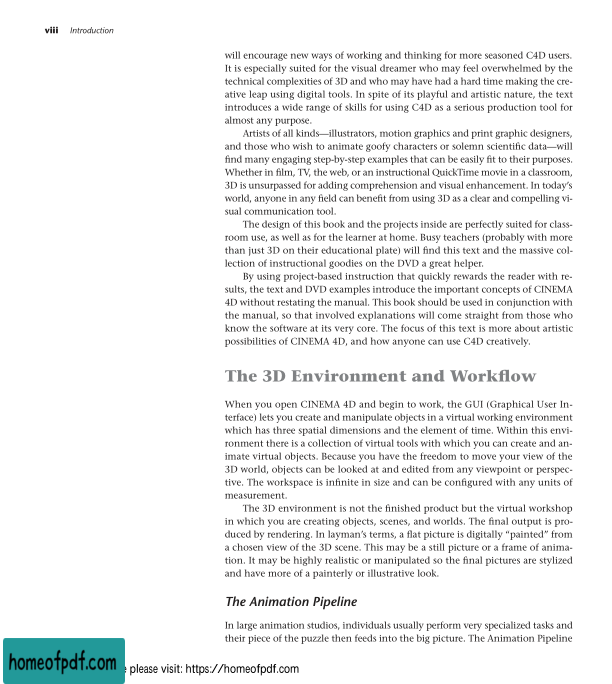 viii Introduction
will encourage new ways of working and thinking for more seasoned C4D users.
It is especially suited for the visual dreamer who may feel overwhelmed by the
technical complexities of 3D and who may have had a hard time making the cre-
ative leap using digital tools. In spite of its playful and artistic nature, the text
introduces a wide range of skills for using C4D as a serious production tool for
almost any purpose.
Artists of all kinds—illustrators, motion graphics and print graphic designers,
and those who wish to animate goofy characters or solemn scientific data—will
find many engaging step-by-step examples that can be easily fit to their purposes.
Whether in film, TV, the web, or an instructional QuickTime movie in a classroom,
3D is unsurpassed for adding comprehension and visual enhancement. In today's
world, anyone in any field can benefit from using 3D as a clear and compelling vi-
sual communication tool.
The design of this book and the projects inside are perfectly suited for class-
room use, as well as for the learner at home. Busy teachers (probably with more
than just 3D on their educational plate) will find this text and the massive col-
lection of instructional goodies on the DVD a great helper.
By using project-based instruction that quickly rewards the reader with re-
sults, the text and DVD examples introduce the important concepts of CINEMA
4D without restating the manual. This book should be used in conjunction with
the manual, so that involved explanations will come straight from those who
know the software at its very core. The focus of this text is more about artistic
possibilities of CINEMA 4D, and how anyone can use C4D creatively.
The 3D Environment and Workflow
When you open CINEMA 4D and begin to work, the GUI (Graphical User In-
terface) lets you create and manipulate objects in a virtual working environment
which has three spatial dimensions and the element of time. Within this envi-
ronment there is a collection of virtual tools with which you can create and an-
imate virtual objects. Because you have the freedom to move your view of the
3D world, objects can be looked at and edited from any viewpoint or perspec-
tive. The workspace is infinite in size and can be configured with any units of
measurement.
The 3D environment is not the finished product but the virtual workshop
in which you are creating objects, scenes, and worlds. The final output is pro-
duced by rendering. In layman's terms, a flat picture is digitally “painted” from
a chosen view of the 3D scene. This may be a still picture or a frame of anima-
tion. It may be highly realistic or manipulated so the final pictures are stylized
and have more of a painterly or illustrative look.
The Animation Pipeline
In large animation studios, individuals usually perform very specialized tasks and
their piece of the puzzle then feeds into the big picture. The Animation Pipeline
homeofpdf.com please visit: https://homeofpdf.com